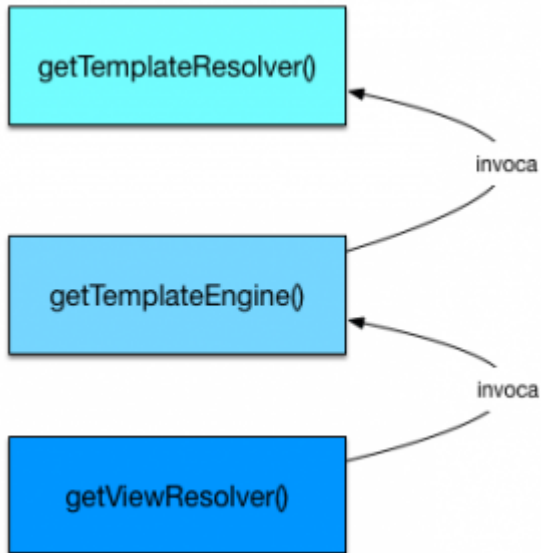 getTemplateResolver()
invoca
getTemplateEngine()
invoca
getViewResolver()